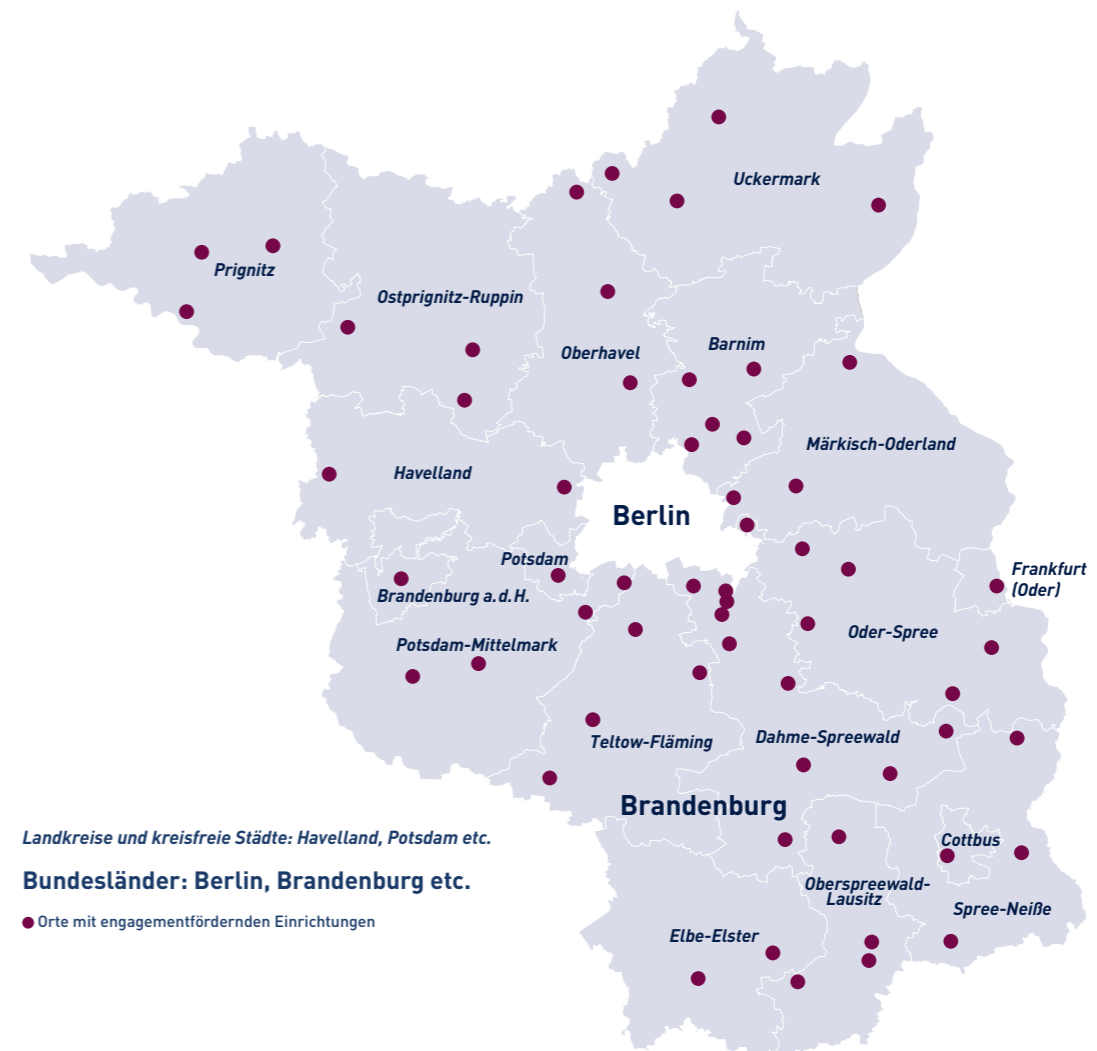 Uckermark
Prignitz
Ostprignitz-Ruppin
Barnim
Oberhavel
Märkisch-Oderland
Havelland
Berlin
Potsdam
Frankfurt
(Oder)
Brandenburg a.d.H.
Oder-Spree
Potsdam-Mittelmark
Dahme-Spreewald
Teltow-Fläming
Brandenburg
Landkreise und kreisfreie Städte: Havelland, Potsdam etc.
Cottbus
Bundesländer: Berlin, Brandenburg etc.
Oberspreewald-
Lausitz
Spree-Neiße
Orte mit engagementfördernden Einrichtungen
Elbe-Elster